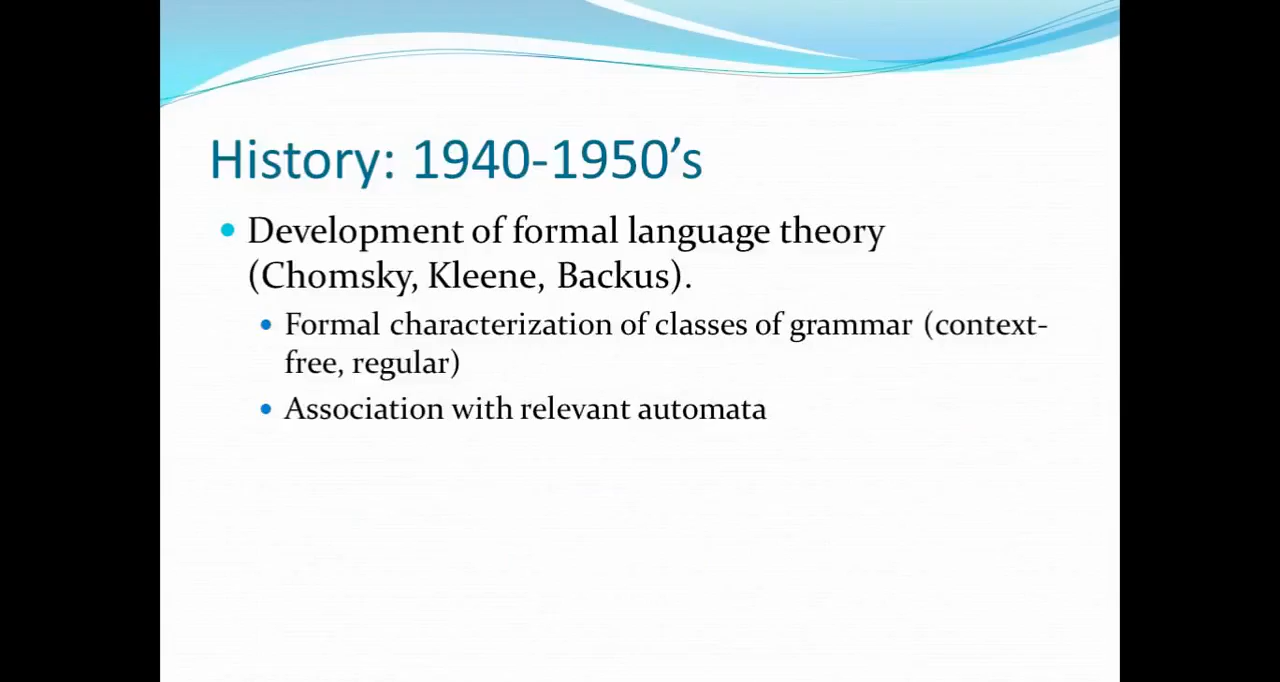 History: 1940-1950’s
• Development of formal language theory
(Chomsky, Kleene, Backus).
• Formal characterization of classes of grammar (context-
free, regular)
• Association with relevant automata